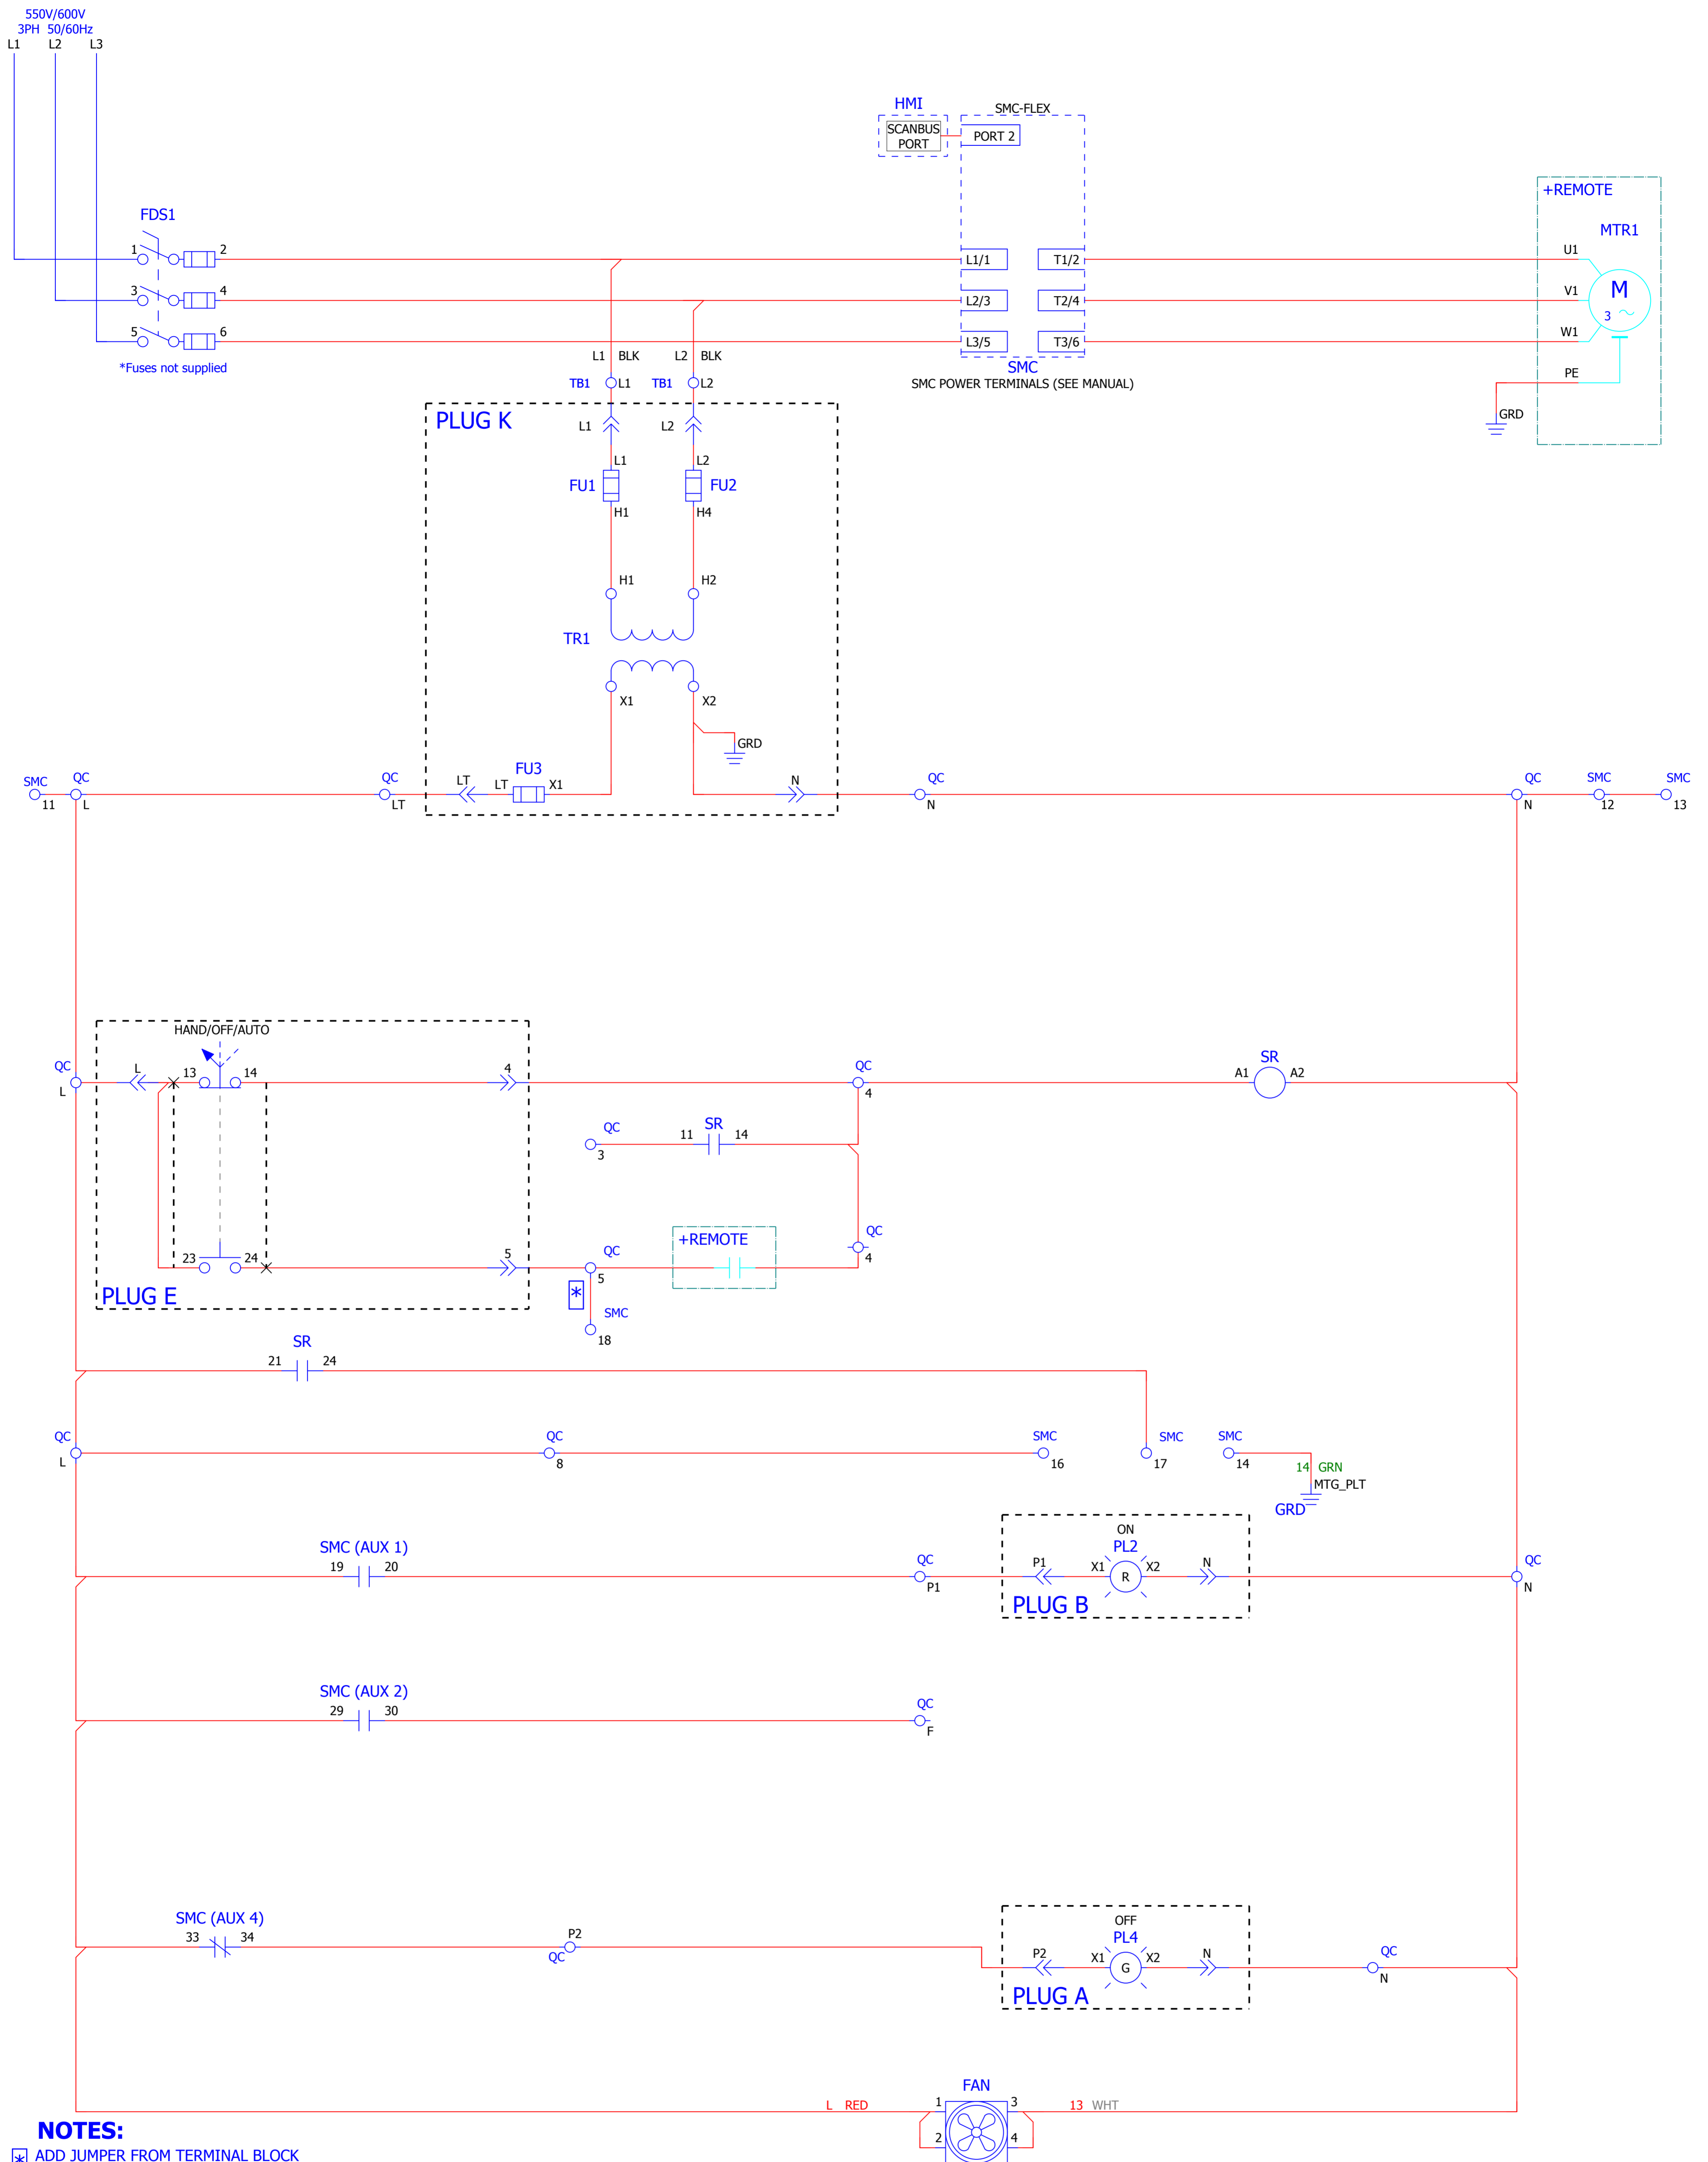 550V/600V
3PH 50/60Hz
L1 L2 L3
HMI
SCANBUS
PORT
SMC-FLEX
PORT 2
+REMOTE
MTR1
FDS1
1 2
3 4
5 6
*Fuses not supplied
L1/1 T1/2
L2/3 T2/4
L3/5 T3/6
SMC
SMC POWER TERMINALS (SEE MANUAL)
U1
V1
W1
PE
M
3
GRD
L1 BLK L2 BLK
TB1 L1 TB1 L2
PLUG K
L1 L2
L1 L2
FU1 FU2
H1 H4
H1 H2
TR1
X1 X2
GRD
SMC QC QC LT LT FU3 X1 N QC QC SMC SMC
11 L LT N N 12 13
HAND/OFF/AUTO
QC L 13 14 4 QC SR
L 4 A1 A2
QC 11 SR 14
3
QC
4
23 24 5 QC +REMOTE
5
PLUG E
*
SMC
18
SR
21 24
QC QC SMC SMC SMC
L 8 16 17 14
14 GRN
MTG_PLT
GRD
SMC (AUX 1)
19 20
QC
P1
ON
PL2
P1 X1 R X2 N
PLUG B
QC
N
SMC (AUX 2)
29 30
QC
F
SMC (AUX 4)
33 34
P2
QC
OFF
PL4
P2 X1 G X2 N
PLUG A
QC
N
FAN
L RED 1 3 13 WHT
2 4
NOTES:
* ADD JUMPER FROM TERMINAL BLOCK